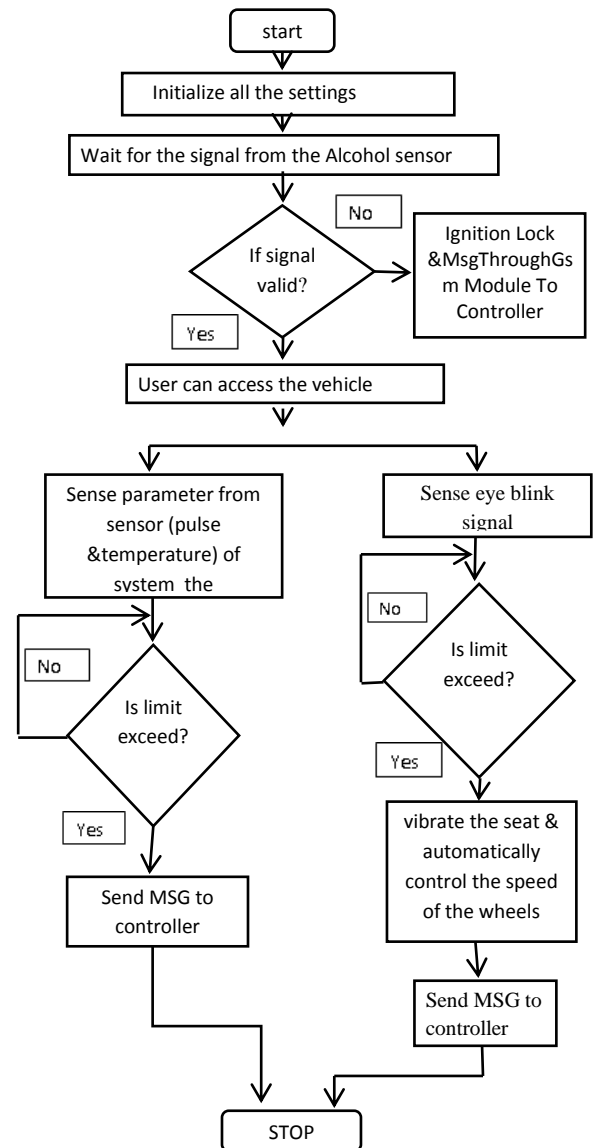 start
Initialize all the settings
Wait for the signal from the Alcohol sensor
No
If signal
valid?
Ignition Lock
&MsgThroughGs
m Module To
Controller
Yes
User can access the vehicle
Sense parameter from
sensor (pulse
&temperature) of
system the
No
Is limit
exceed?
Yes
Send MSG to
controller
Sense eye blink
signal
No
Is limit
exceed?
Yes
vibrate the seat &
automatically
control the speed
of the wheels
Send MSG to
controller
STOP